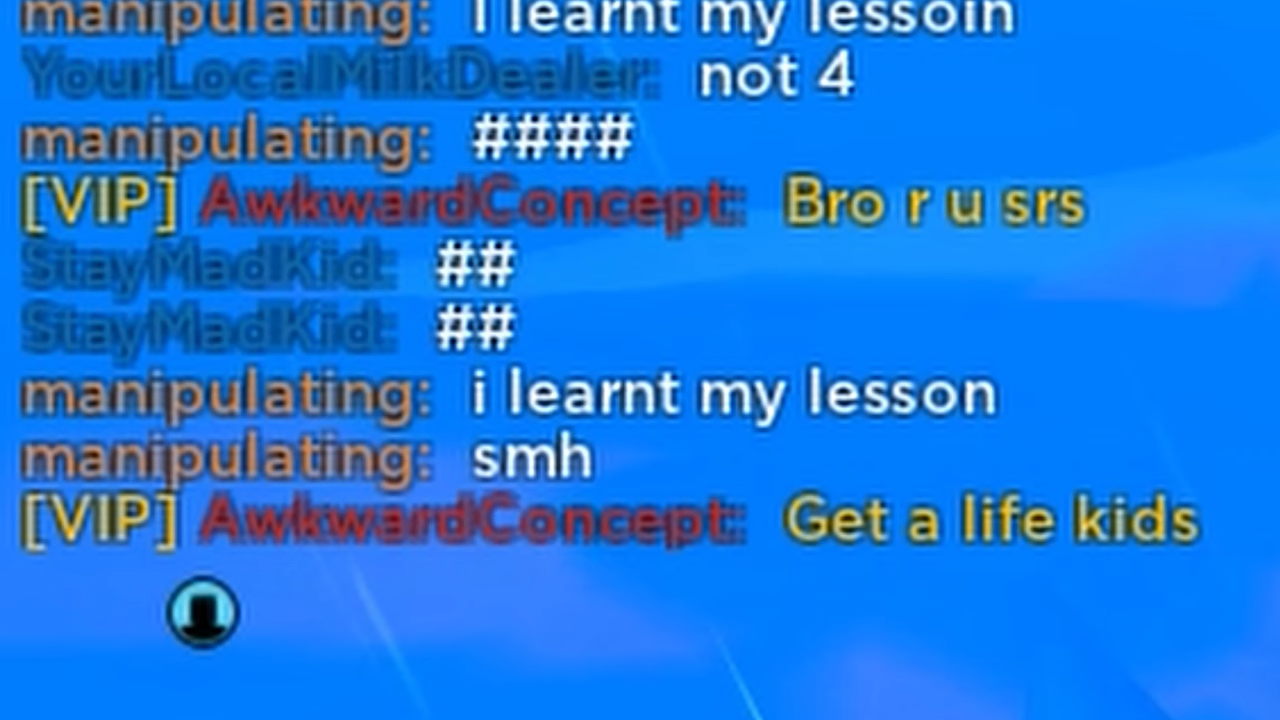 manipulating: I learnt my lessoin
YourLocalMilkDealer: not 4
manipulating: ####
[VIP] AwkwardConcept: Bro r u srs
StayMadKid: ##
StayMadKid: ##
manipulating: i learnt my lesson
manipulating: smh
[VIP] AwkwardConcept: Get a life kids